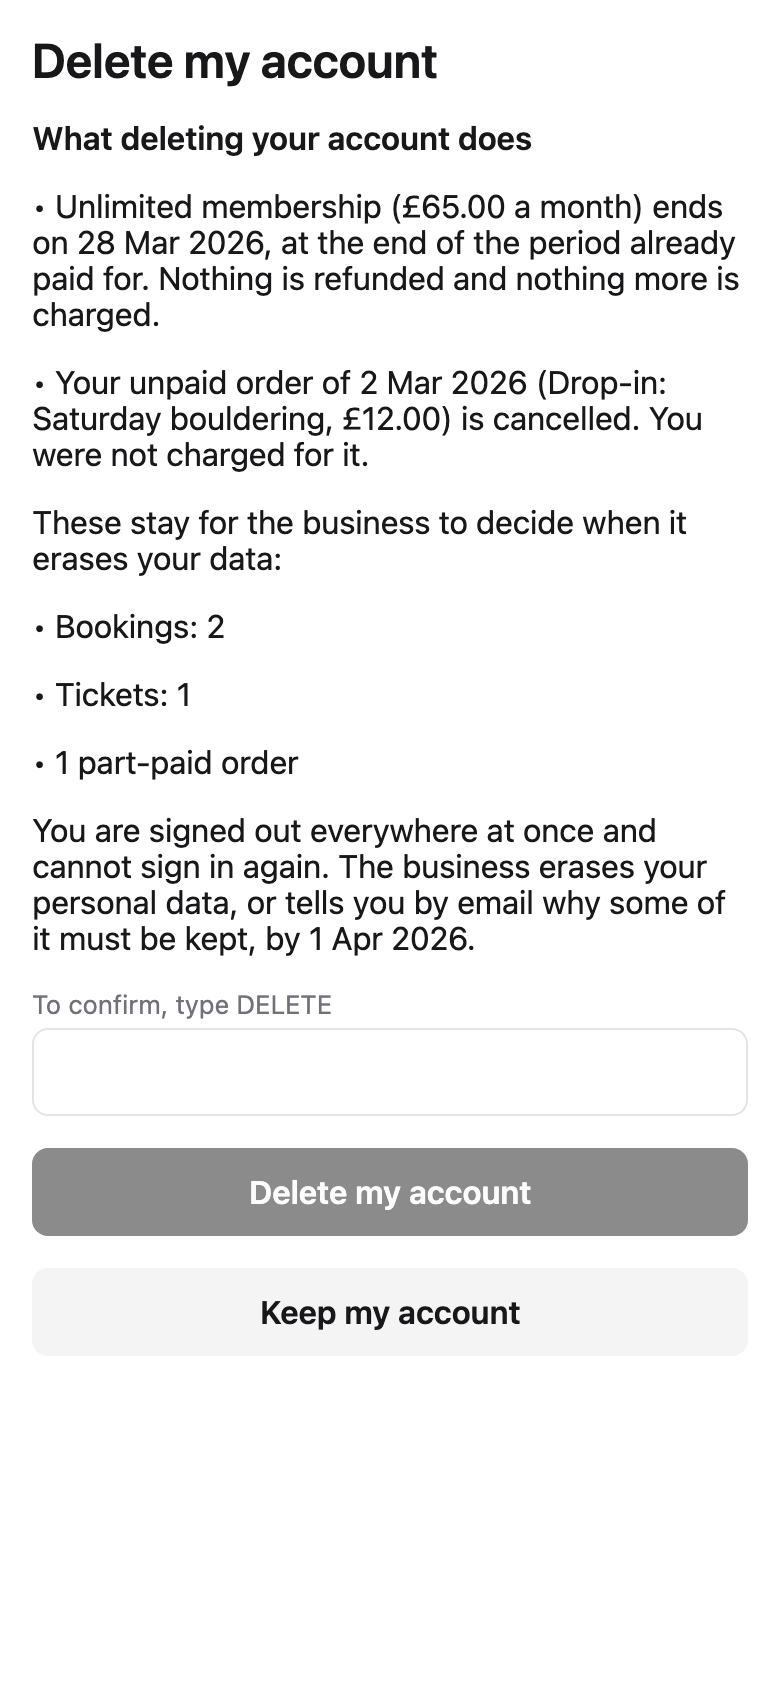 Delete my account
What deleting your account does
• Unlimited membership (£65.00 a month) ends
on 28 Mar 2026, at the end of the period already
paid for. Nothing is refunded and nothing more is
charged.
• Your unpaid order of 2 Mar 2026 (Drop-in:
Saturday bouldering, £12.00) is cancelled. You
were not charged for it.
These stay for the business to decide when it
erases your data:
• Bookings: 2
• Tickets: 1
• 1 part-paid order
You are signed out everywhere at once and
cannot sign in again. The business erases your
personal data, or tells you by email why some of
it must be kept, by 1 Apr 2026.
To confirm, type DELETE
Delete my account
Keep my account